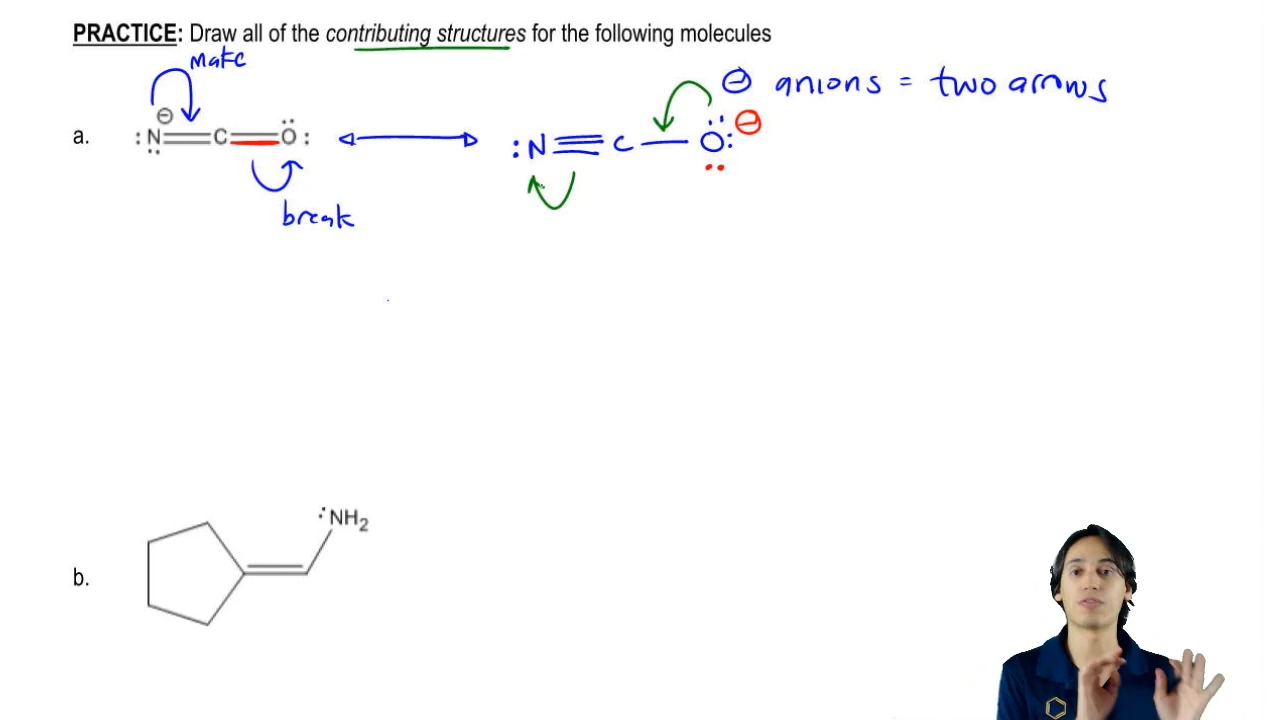 PRACTICE: Draw all of the contributing structures for the following molecules
make
⊖ anions = two arrows
a. :N̤=C=Ö: ⊖ :N≡C—Ö: ⊖
break
:NH₂
b.